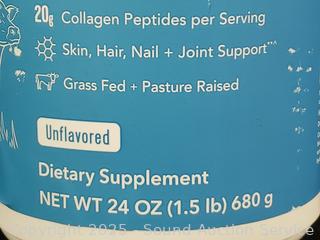 20g Collagen Peptides per Serving
Skin, Hair, Nail + Joint Support**^
Grass Fed + Pasture Raised
Unflavored
Dietary Supplement
NET WT 24 OZ (1.5 lb) 680 g
Copyright 2025 - Sound Auction Service